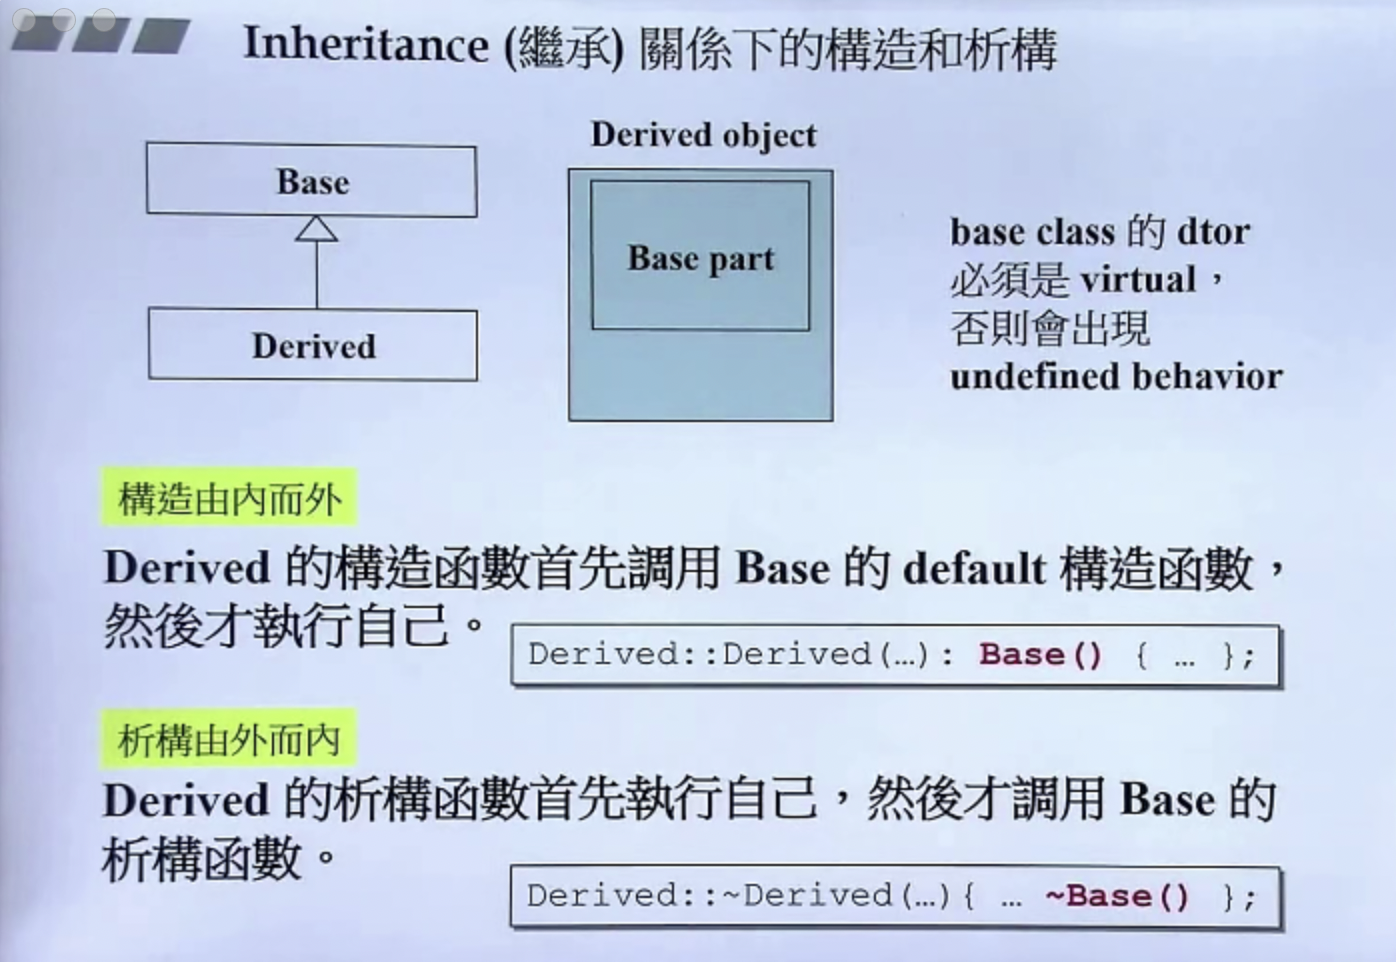 Inheritance (繼承) 關係下的構造和析構
Base
Derived
Derived object
Base part
base class 的 dtor
必須是 virtual，
否則會出現
undefined behavior
構造由內而外
Derived 的構造函數首先調用 Base 的 default 構造函數，
然後才執行自己。
Derived::Derived(…): Base() { … };
析構由外而內
Derived 的析構函數首先執行自己，然後才調用 Base 的
析構函數。
Derived::~Derived(…){ … ~Base() };